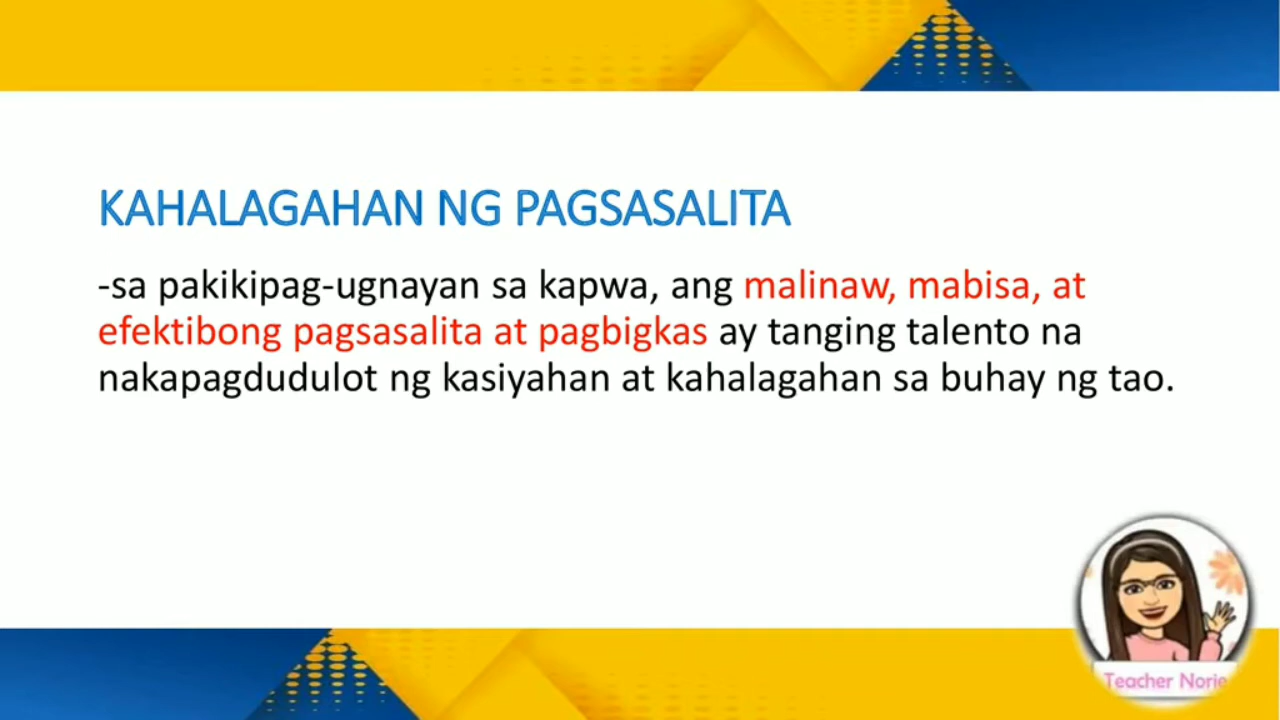 KAHALAGAHAN NG PAGSASALITA
-sa pakikipag-ugnayan sa kapwa, ang malinaw, mabisa, at
efektibong pagsasalita at pagbigkas ay tanging talento na
nakapagdudulot ng kasiyahan at kahalagahan sa buhay ng tao.
Teacher Norie